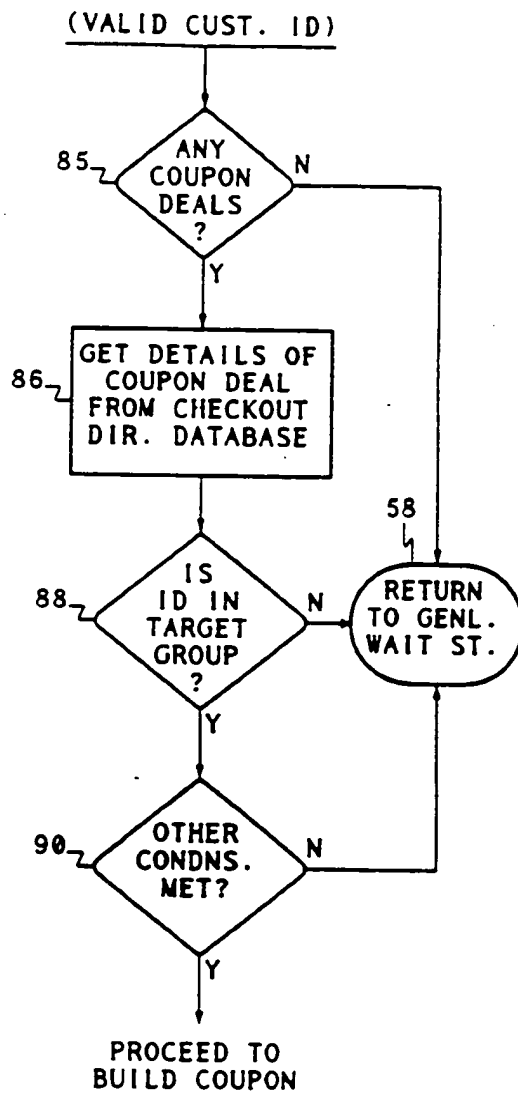 (VALID CUST. ID)
85
ANY
COUPON
DEALS
?
N
Y
86
GET DETAILS OF
COUPON DEAL
FROM CHECKOUT
DIR. DATABASE
58
RETURN
TO GENL.
WAIT ST.
88
IS
ID IN
TARGET
GROUP
?
N
Y
90
OTHER
CONDNS.
MET?
N
Y
PROCEED TO
BUILD COUPON